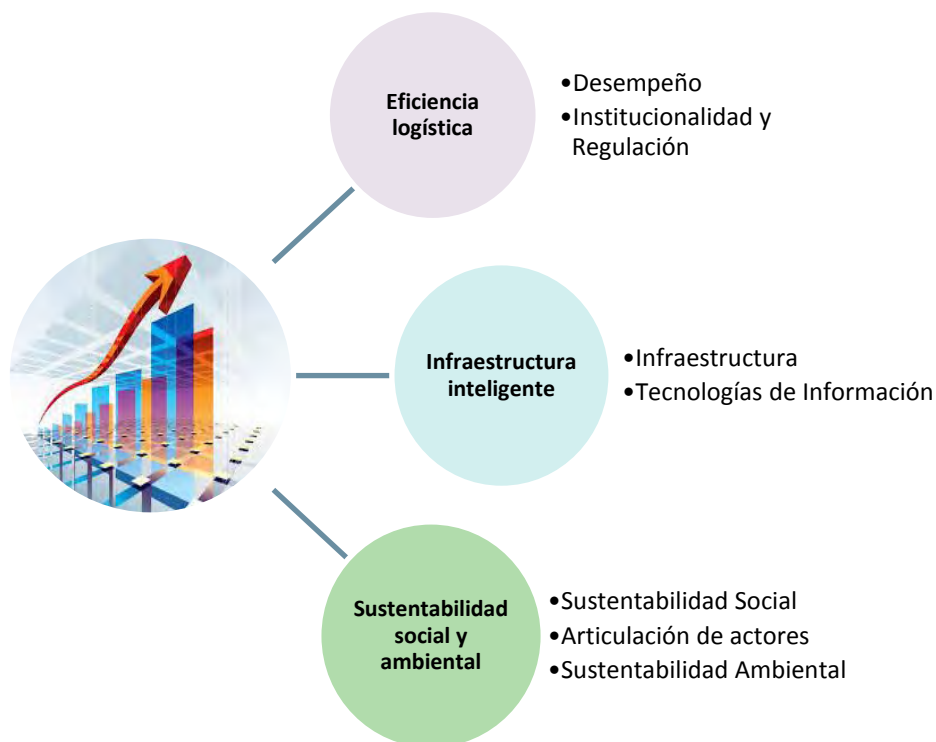 Eficiencia
logística
•Desempeño
•Institucionalidad y
Regulación
Infraestructura
inteligente
•Infraestructura
•Tecnologías de Información
Sustentabilidad
social y
ambiental
•Sustentabilidad Social
•Articulación de actores
•Sustentabilidad Ambiental